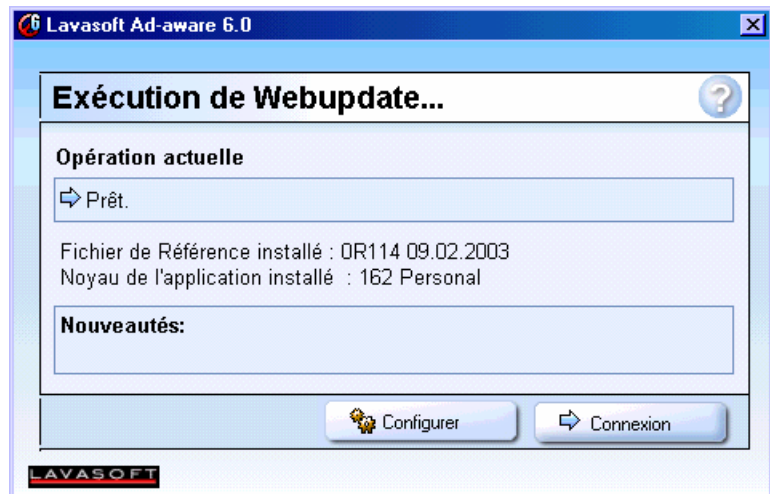 Lavasoft Ad-aware 6.0
Exécution de Webupdate...
Opération actuelle
Prêt.
Fichier de Référence installé : 0R114 09.02.2003
Noyau de l'application installé : 162 Personal
Nouveautés:
Configurer
Connexion
LAVASOFT